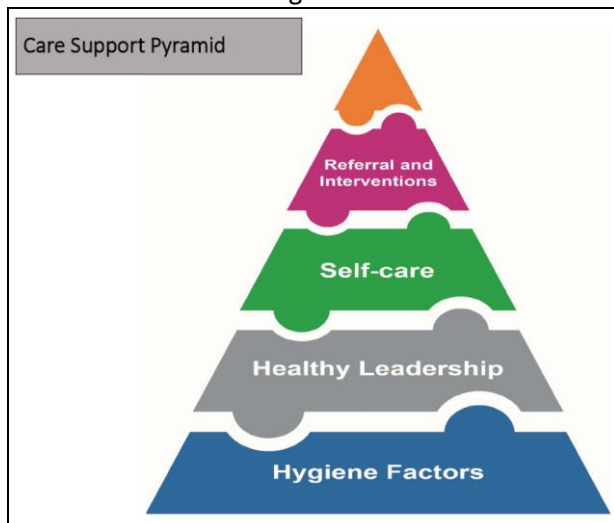 Care Support Pyramid
Referral and
Interventions
Self-care
Healthy Leadership
Hygiene Factors